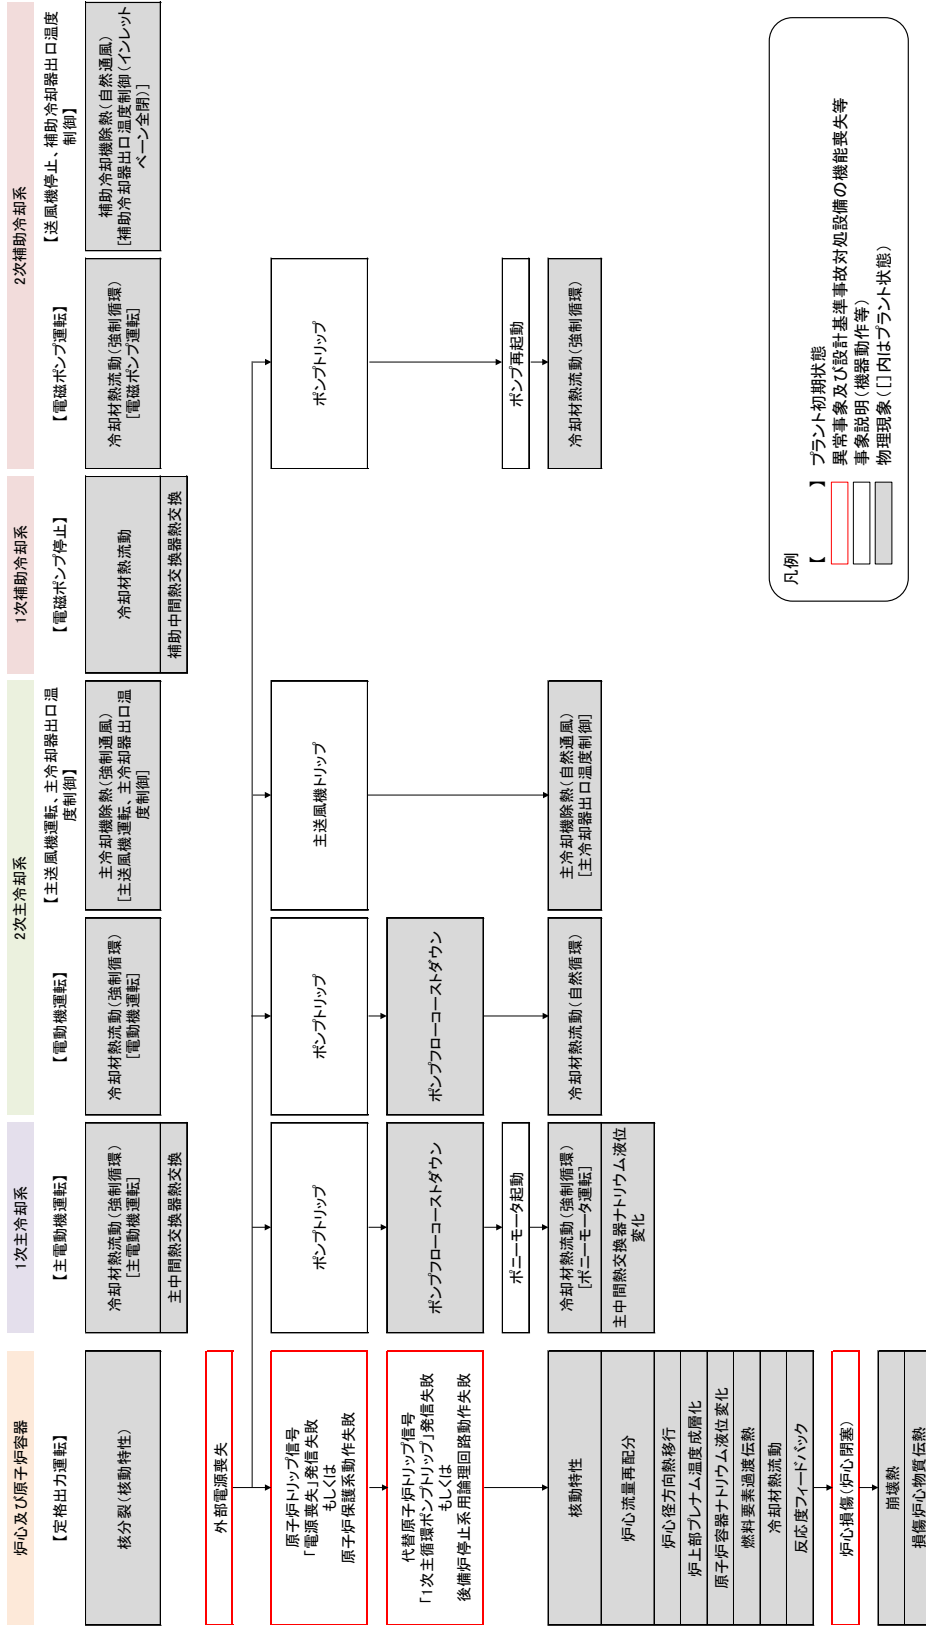 炉心及び原子炉容器
【定格出力運転】
核分裂(核動特性)
外部電源喪失
原子炉トリップ信号
「電源喪失」発信失敗
もしくは
原子炉保護系動作失敗
代替原子炉トリップ信号
「1次主循環ポンプトリップ」発信失敗
もしくは
後備炉停止系用論理回路動作失敗
核動特性
炉心流量再配分
炉心径方向熱移行
炉上部プレナム温度成層化
原子炉容器ナトリウム液位変化
燃料要素過渡伝熱
冷却材熱流動
反応度フィードバック
炉心損傷(炉心閉塞)
崩壊熱
損傷炉心物質伝熱
1次主冷却系
【主電動機運転】
冷却材熱流動(強制循環)
[主電動機運転]
主中間熱交換器熱交換
ポンプトリップ
ポンプフローコーストダウン
ポニーモータ起動
冷却材熱流動(強制循環)
[ポニーモータ運転]
主中間熱交換器ナトリウム液位
変化
2次主冷却系
【電動機運転】
冷却材熱流動(強制循環)
[電動機運転]
ポンプトリップ
ポンプフローコーストダウン
冷却材熱流動(自然循環)
【主送風機運転、主冷却器出口温
度制御】
主冷却機除熱(強制通風)
[主送風機運転、主冷却器出口温
度制御]
主送風機トリップ
主冷却機除熱(自然通風)
[主冷却器出口温度制御]
1次補助冷却系
【電磁ポンプ停止】
冷却材熱流動
補助中間熱交換器熱交換
2次補助冷却系
【電磁ポンプ運転】
冷却材熱流動(強制循環)
[電磁ポンプ運転]
ポンプトリップ
ポンプ再起動
冷却材熱流動(強制循環)
【送風機停止、補助冷却器出口温度
制御】
補助冷却機除熱(自然通風)
[補助冷却器出口温度制御(インレット
ベーン全閉)]
凡例
【 】 プラント初期状態
異常事象及び設計基準事故対処設備の機能喪失等
事象説明(機器動作等)
物理現象([]内はプラント状態)